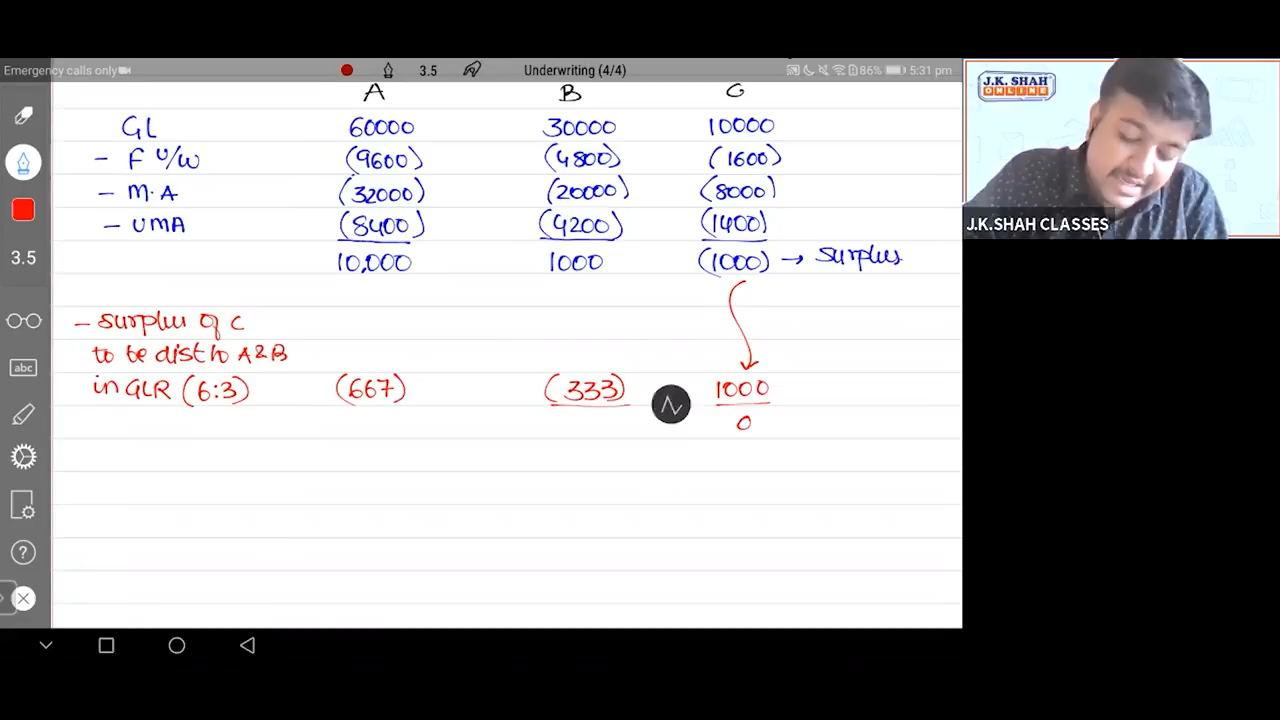 Emergency calls only 3.5 Underwriting (4/4) 86% 5:31 pm
J.K. SHAH
ONLINE
J.K.SHAH CLASSES
A B C
GL 60000 30000 10000
- F U/W (9600) (4800) (1600)
- M.A (32000) (20000) (8000)
- UMA (8400) (4200) (1400)
10,000 1000 (1000) → Surplus
3.5
abc
- Surplus of C
to be dist to A&B
in GLR (6:3) (667) (333) 1000
0
?